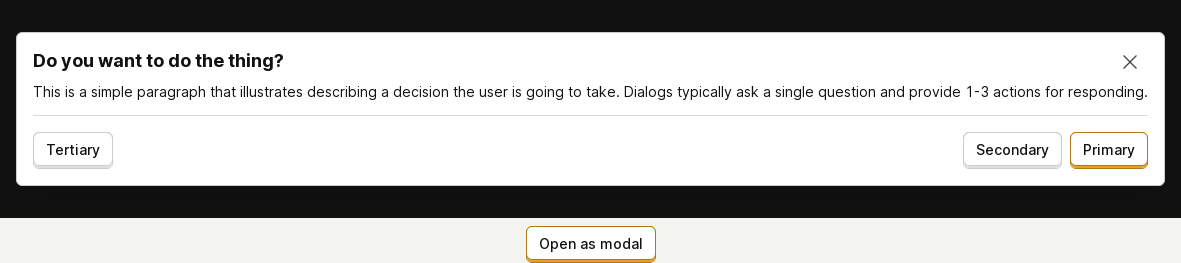 Do you want to do the thing?
This is a simple paragraph that illustrates describing a decision the user is going to take. Dialogs typically ask a single question and provide 1-3 actions for responding.
Tertiary Secondary Primary
Open as modal